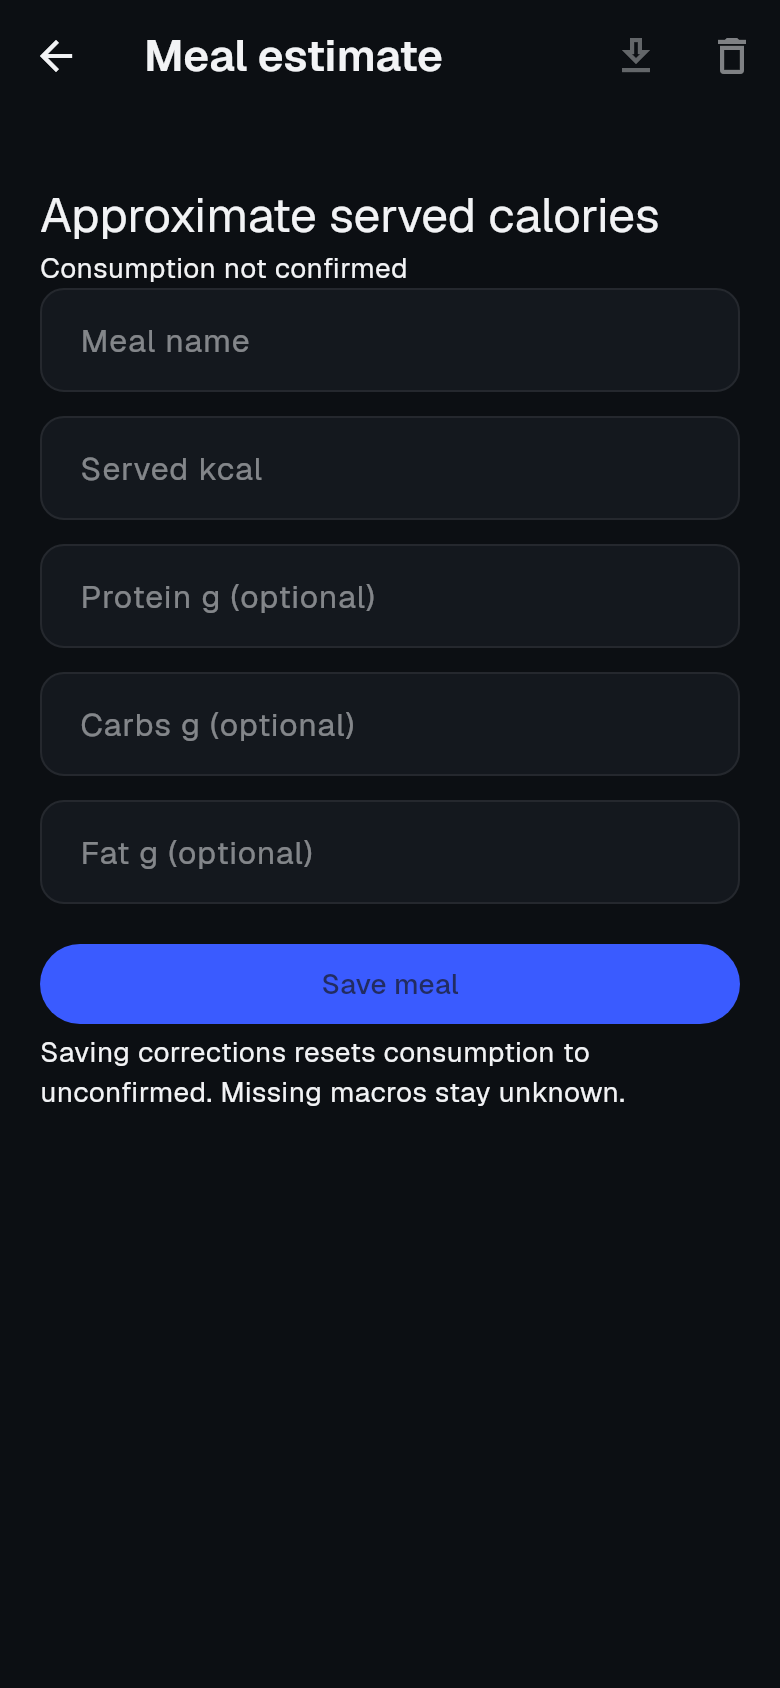 Meal estimate
Approximate served calories
Consumption not confirmed
Meal name
Served kcal
Protein g (optional)
Carbs g (optional)
Fat g (optional)
Save meal
Saving corrections resets consumption to
unconfirmed. Missing macros stay unknown.